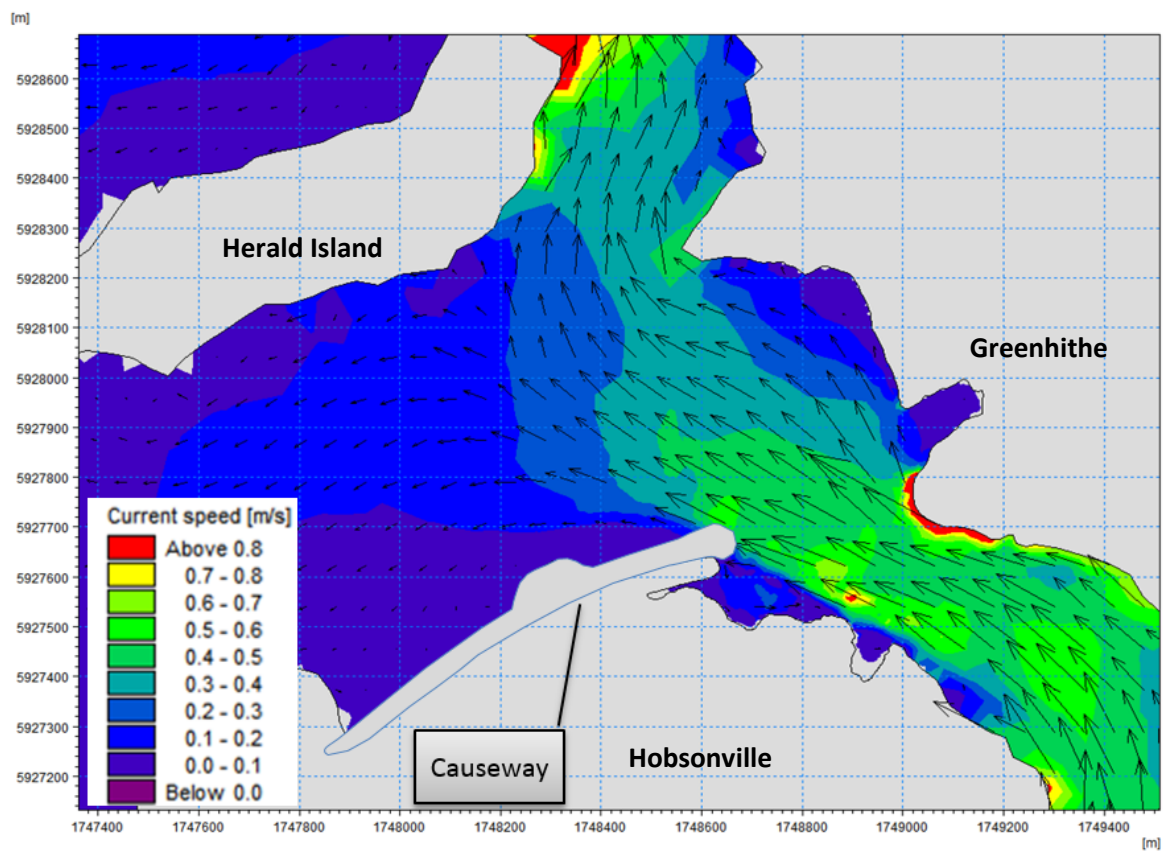 [m]
5928600
5928500
5928400
5928300
5928200
5928100
5928000
5927900
5927800
5927700
5927600
5927500
5927400
5927300
5927200
Herald Island
Greenhithe
Hobsonville
Causeway
Current speed [m/s]
Above 0.8
0.7 - 0.8
0.6 - 0.7
0.5 - 0.6
0.4 - 0.5
0.3 - 0.4
0.2 - 0.3
0.1 - 0.2
0.0 - 0.1
Below 0.0
1747400 1747600 1747800 1748000 1748200 1748400 1748600 1748800 1749000 1749200 1749400
[m]